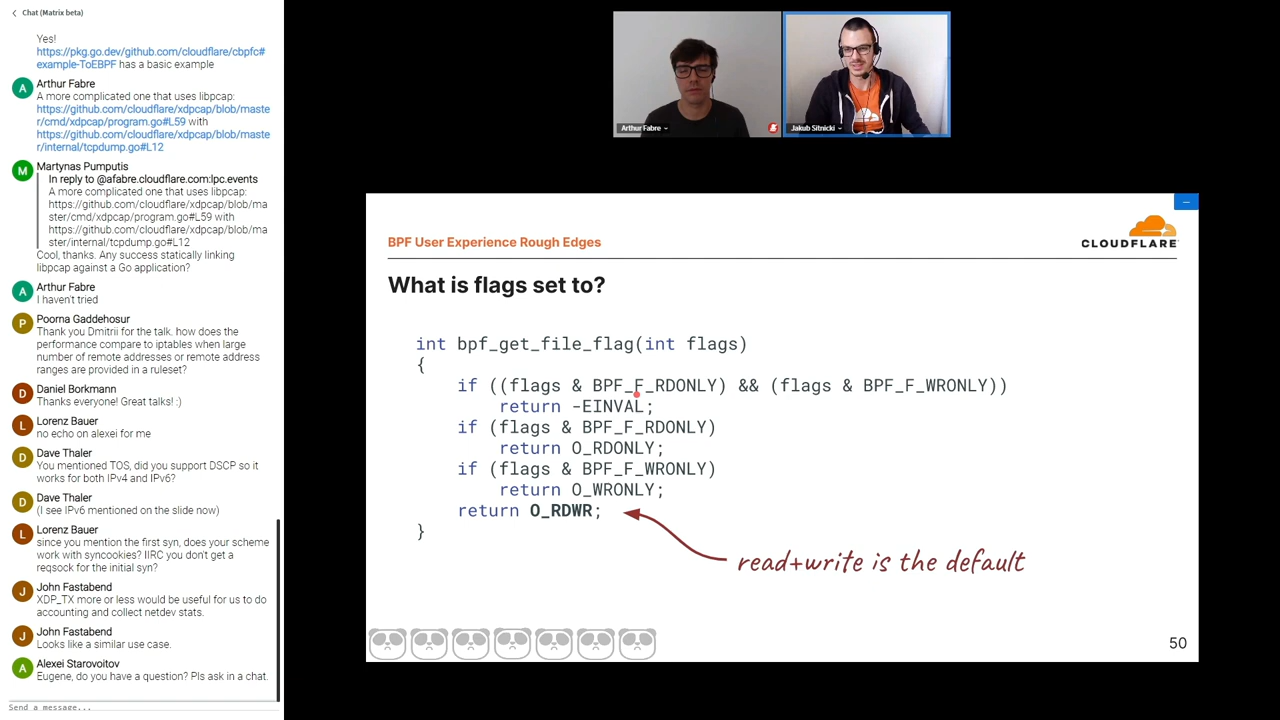 Chat (Matrix beta)
Yes!
https://pkg.go.dev/github.com/cloudflare/cbpfc#
example-ToEBPF has a basic example
A
Arthur Fabre
A more complicated one that uses libpcap:
https://github.com/cloudflare/xdpcap/blob/maste
r/cmd/xdpcap/program.go#L59 with
https://github.com/cloudflare/xdpcap/blob/maste
r/internal/tcpdump.go#L12
M
Martynas Pumputis
In reply to @afabre.cloudflare.com:lpc.events
A more complicated one that uses libpcap:
https://github.com/cloudflare/xdpcap/blob/ma
ster/cmd/xdpcap/program.go#L59 with
https://github.com/cloudflare/xdpcap/blob/ma
ster/internal/tcpdump.go#L12
Cool, thanks. Any success statically linking
libpcap against a Go application?
A
Arthur Fabre
I haven't tried
P
Poorna Gaddehosur
Thank you Dmitrii for the talk. how does the
performance compare to iptables when large
number of remote addresses or remote address
ranges are provided in a ruleset?
D
Daniel Borkmann
Thanks everyone! Great talks! :)
L
Lorenz Bauer
no echo on alexei for me
D
Dave Thaler
You mentioned TOS, did you support DSCP so it
works for both IPv4 and IPv6?
D
Dave Thaler
(I see IPv6 mentioned on the slide now)
L
Lorenz Bauer
since you mention the first syn, does your scheme
work with syncookies? IIRC you don't get a
reqsock for the initial syn?
J
John Fastabend
XDP_TX more or less would be useful for us to do
accounting and collect netdev stats.
J
John Fastabend
Looks like a similar use case.
A
Alexei Starovoitov
Eugene, do you have a question? Pls ask in a chat.
Send a message...
Arthur Fabre
Jakub Sitnicki
BPF User Experience Rough Edges
CLOUDFLARE
What is flags set to?
int bpf_get_file_flag(int flags)
{
if ((flags & BPF_F_RDONLY) && (flags & BPF_F_WRONLY))
return -EINVAL;
if (flags & BPF_F_RDONLY)
return O_RDONLY;
if (flags & BPF_F_WRONLY)
return O_WRONLY;
return O_RDWR;
}
read+write is the default
50